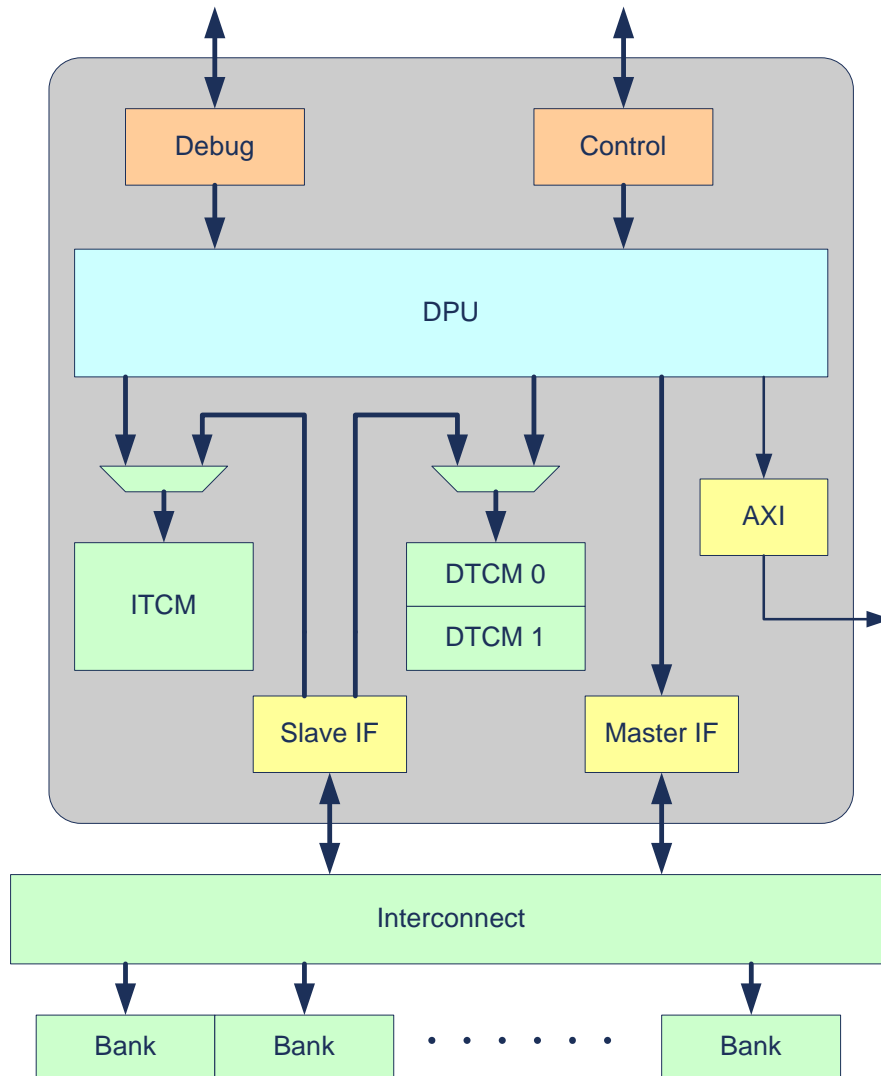 Debug
Control
DPU
AXI
ITCM
DTCM 0
DTCM 1
Slave IF
Master IF
Interconnect
Bank
Bank
Bank